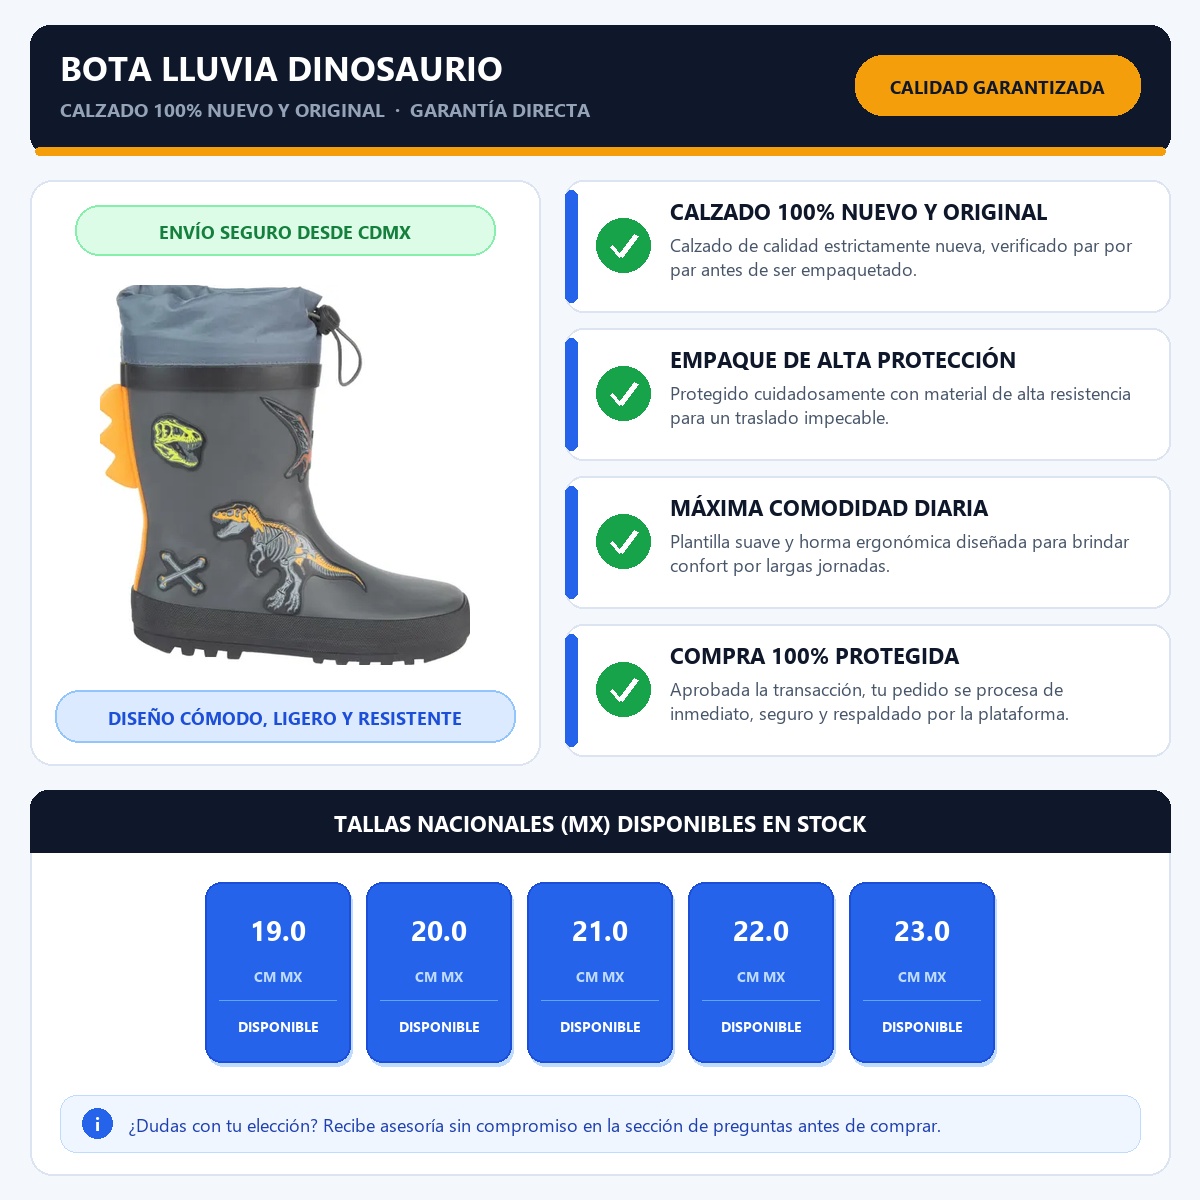 BOTA LLUVIA DINOSAURIO
CALZADO 100% NUEVO Y ORIGINAL · GARANTÍA DIRECTA
CALIDAD GARANTIZADA
ENVÍO SEGURO DESDE CDMX
DISEÑO CÓMODO, LIGERO Y RESISTENTE
CALZADO 100% NUEVO Y ORIGINAL
Calzado de calidad estrictamente nueva, verificado par por
par antes de ser empaquetado.
EMPAQUE DE ALTA PROTECCIÓN
Protegido cuidadosamente con material de alta resistencia
para un traslado impecable.
MÁXIMA COMODIDAD DIARIA
Plantilla suave y horma ergonómica diseñada para brindar
confort por largas jornadas.
COMPRA 100% PROTEGIDA
Aprobada la transacción, tu pedido se procesa de
inmediato, seguro y respaldado por la plataforma.
TALLAS NACIONALES (MX) DISPONIBLES EN STOCK
19.0
CM MX
DISPONIBLE
20.0
CM MX
DISPONIBLE
21.0
CM MX
DISPONIBLE
22.0
CM MX
DISPONIBLE
23.0
CM MX
DISPONIBLE
¿Dudas con tu elección? Recibe asesoría sin compromiso en la sección de preguntas antes de comprar.